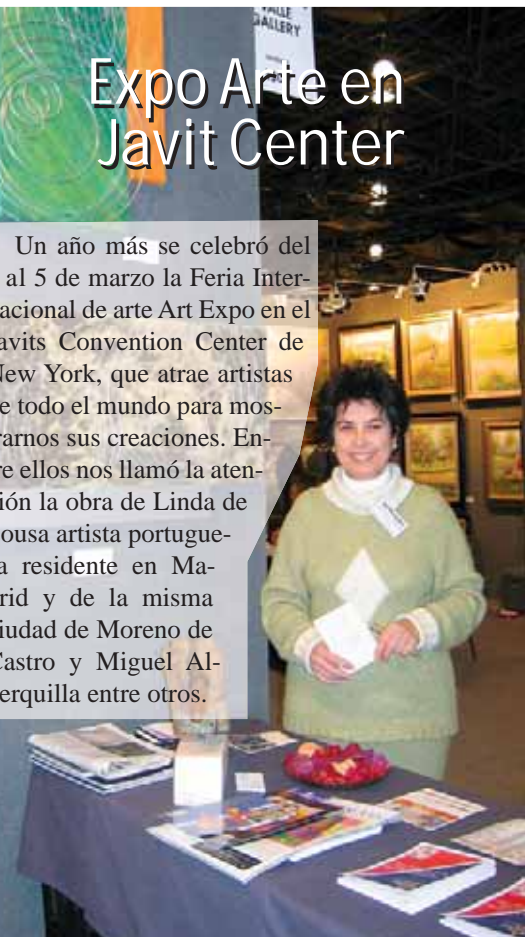 VALLE
GALLERY
Expo Arte en
Javit Center
Un año más se celebró del
al 5 de marzo la Feria Inter-
acional de arte Art Expo en el
avits Convention Center de
New York, que atrae artistas
e todo el mundo para mos-
rarnos sus creaciones. En-
re ellos nos llamó la aten-
ión la obra de Linda de
ousa artista portugue-
a residente en Ma-
rid y de la misma
iudad de Moreno de
Castro y Miguel Al-
erquilla entre otros.